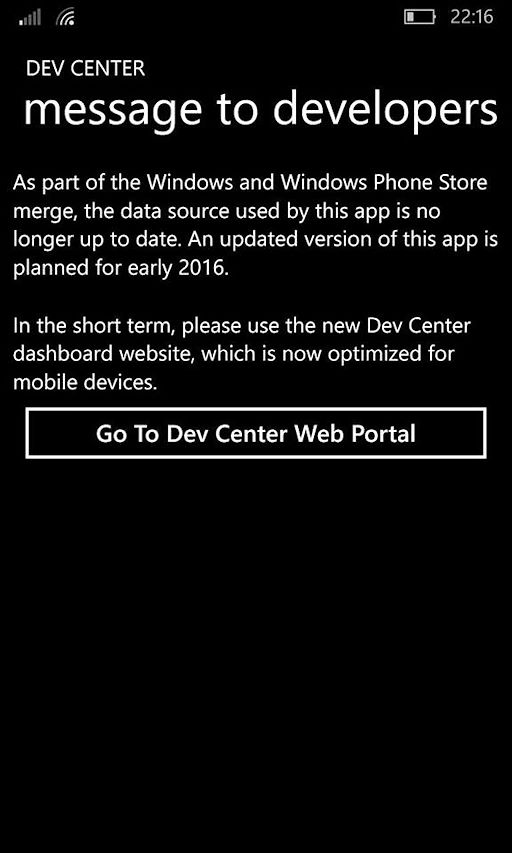 22:16
DEV CENTER
message to developers
As part of the Windows and Windows Phone Store
merge, the data source used by this app is no
longer up to date. An updated version of this app is
planned for early 2016.
In the short term, please use the new Dev Center
dashboard website, which is now optimized for
mobile devices.
Go To Dev Center Web Portal